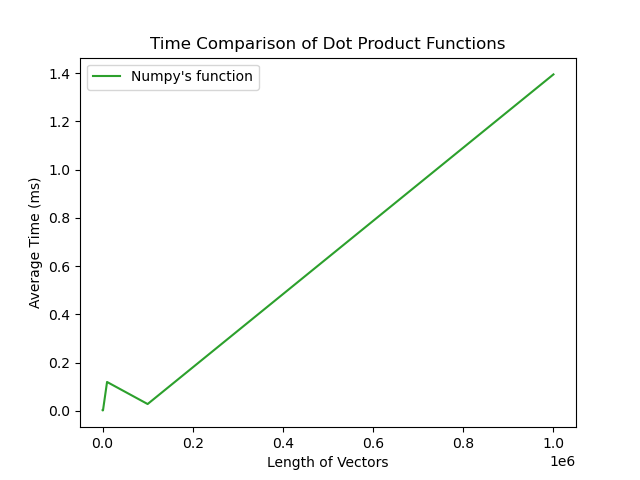 Time Comparison of Dot Product Functions
Numpy's function
1.4
1.2
1.0
0.8
0.6
0.4
0.2
0.0
Average Time (ms)
0.0 0.2 0.4 0.6 0.8 1.0
1e6
Length of Vectors